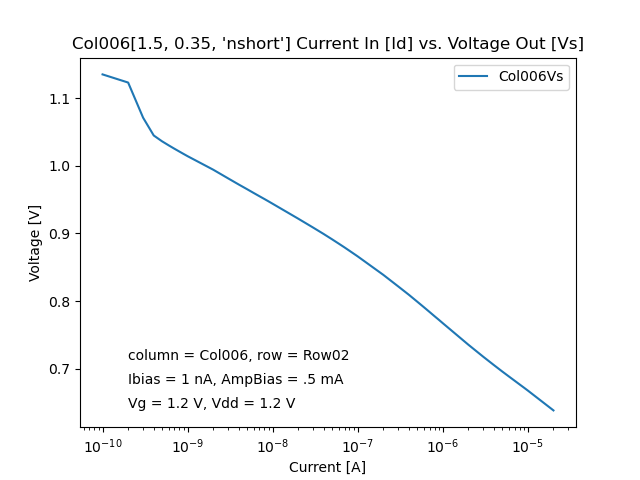 Col006[1.5, 0.35, 'nshort'] Current In [Id] vs. Voltage Out [Vs]
Col006Vs
1.1
1.0
0.9
0.8
0.7
Voltage [V]
column = Col006, row = Row02
Ibias = 1 nA, AmpBias = .5 mA
Vg = 1.2 V, Vdd = 1.2 V
10⁻¹⁰ 10⁻⁹ 10⁻⁸ 10⁻⁷ 10⁻⁶ 10⁻⁵
Current [A]